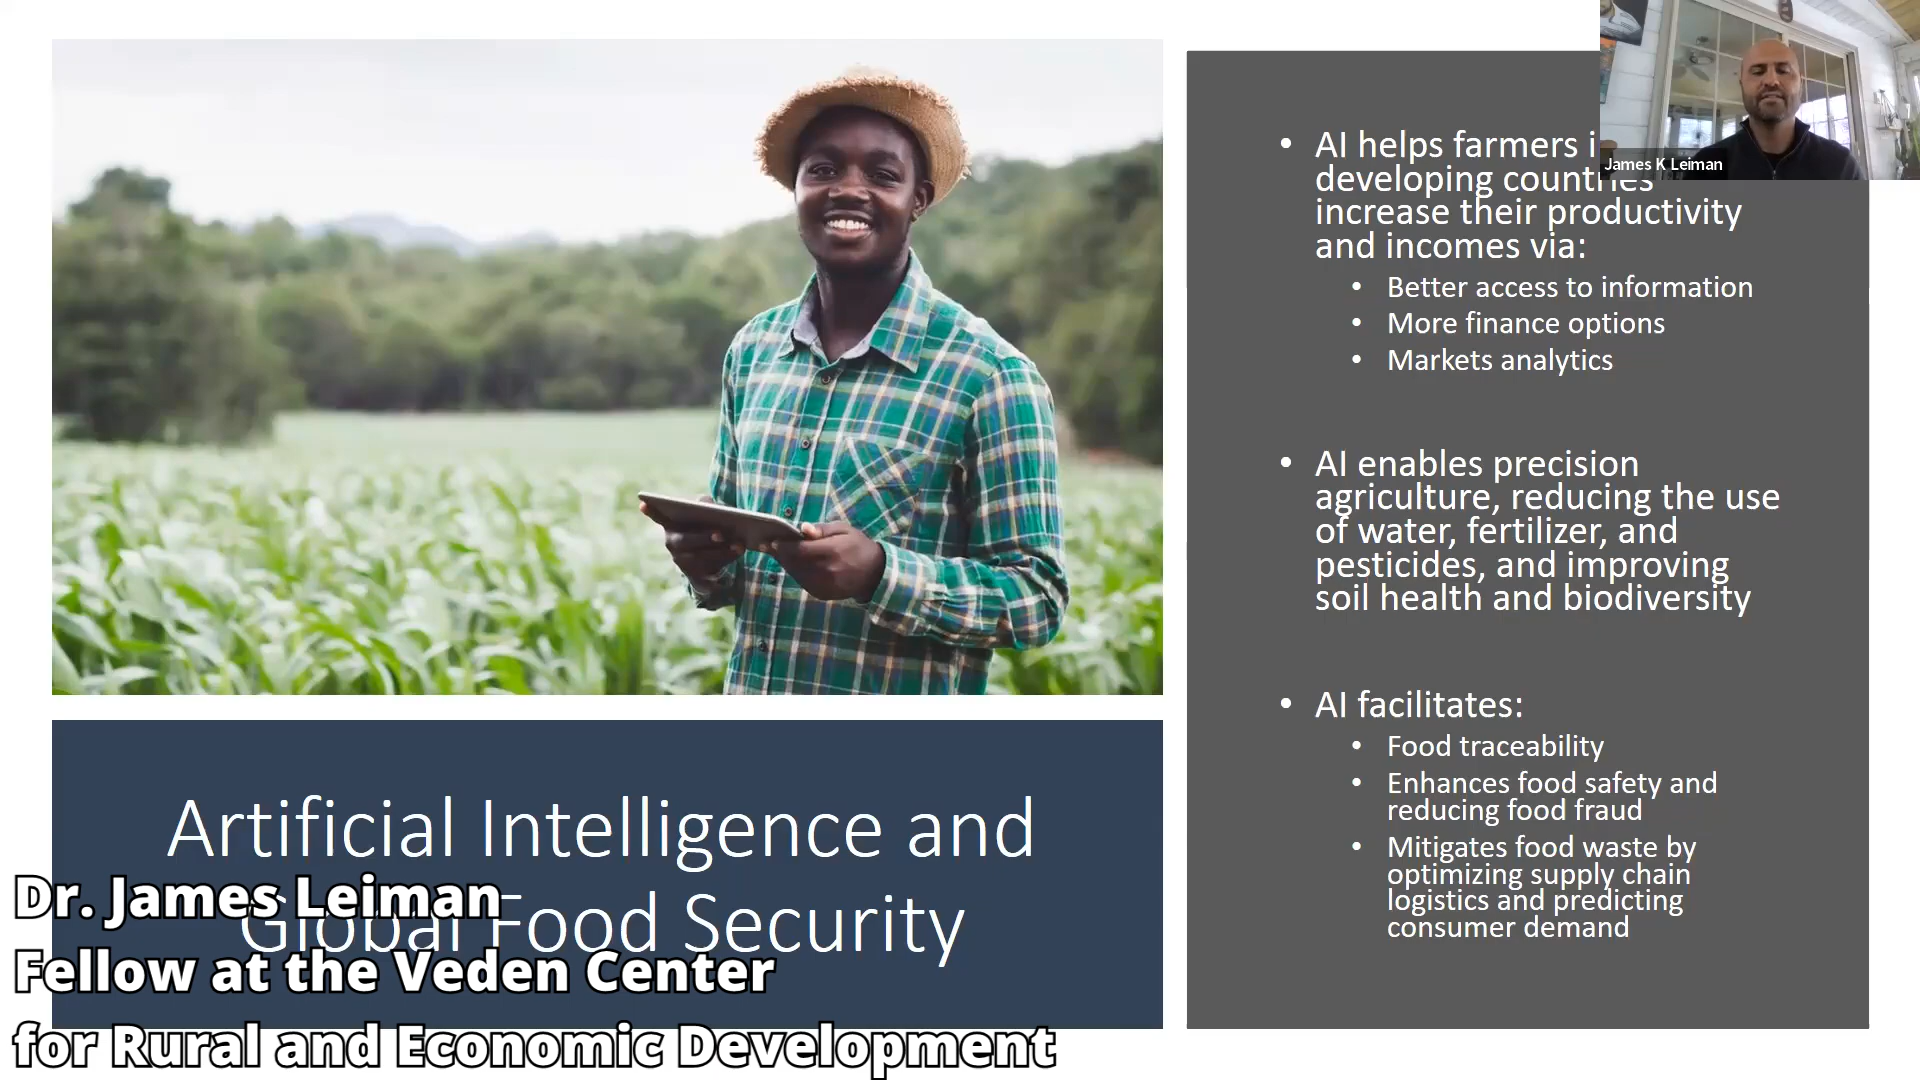 James K Leiman
• AI helps farmers i
developing countries
increase their productivity
and incomes via:
• Better access to information
• More finance options
• Markets analytics
• AI enables precision
agriculture, reducing the use
of water, fertilizer, and
pesticides, and improving
soil health and biodiversity
• AI facilitates:
• Food traceability
• Enhances food safety and
reducing food fraud
• Mitigates food waste by
optimizing supply chain
logistics and predicting
consumer demand
Artificial Intelligence and
Global Food Security
Dr. James Leiman
Fellow at the Veden Center
for Rural and Economic Development